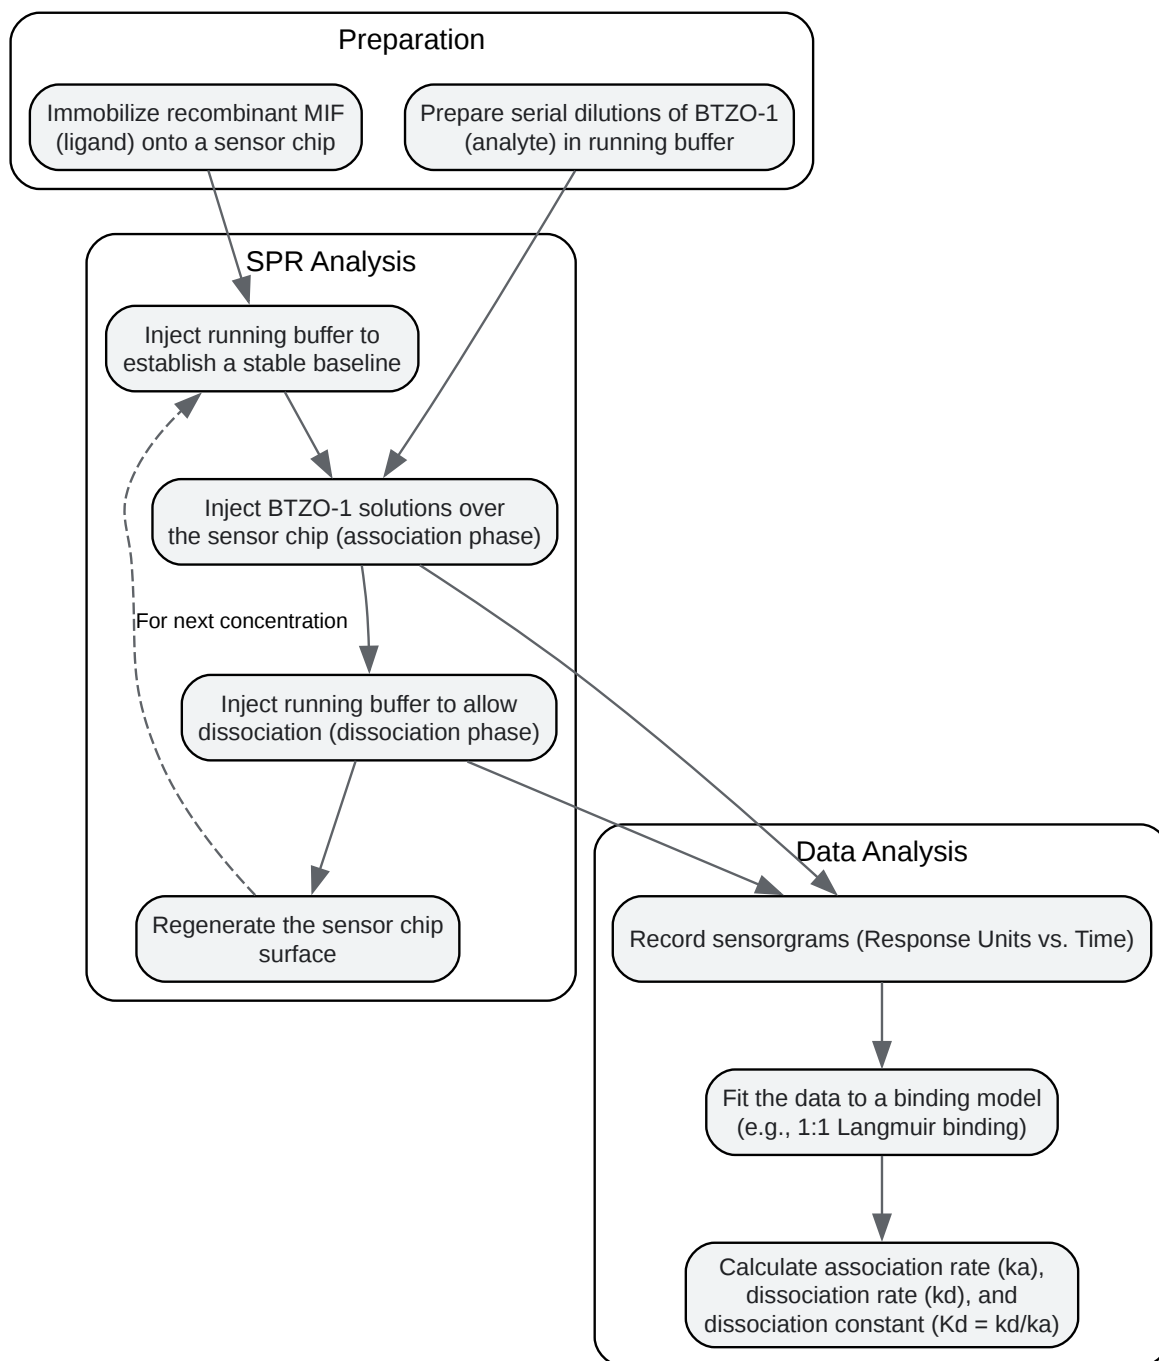 Preparation
Immobilize recombinant MIF
(ligand) onto a sensor chip
Prepare serial dilutions of BTZO-1
(analyte) in running buffer
SPR Analysis
Inject running buffer to
establish a stable baseline
Inject BTZO-1 solutions over
the sensor chip (association phase)
For next concentration
Inject running buffer to allow
dissociation (dissociation phase)
Regenerate the sensor chip
surface
Data Analysis
Record sensorgrams (Response Units vs. Time)
Fit the data to a binding model
(e.g., 1:1 Langmuir binding)
Calculate association rate (ka),
dissociation rate (kd), and
dissociation constant (Kd = kd/ka)